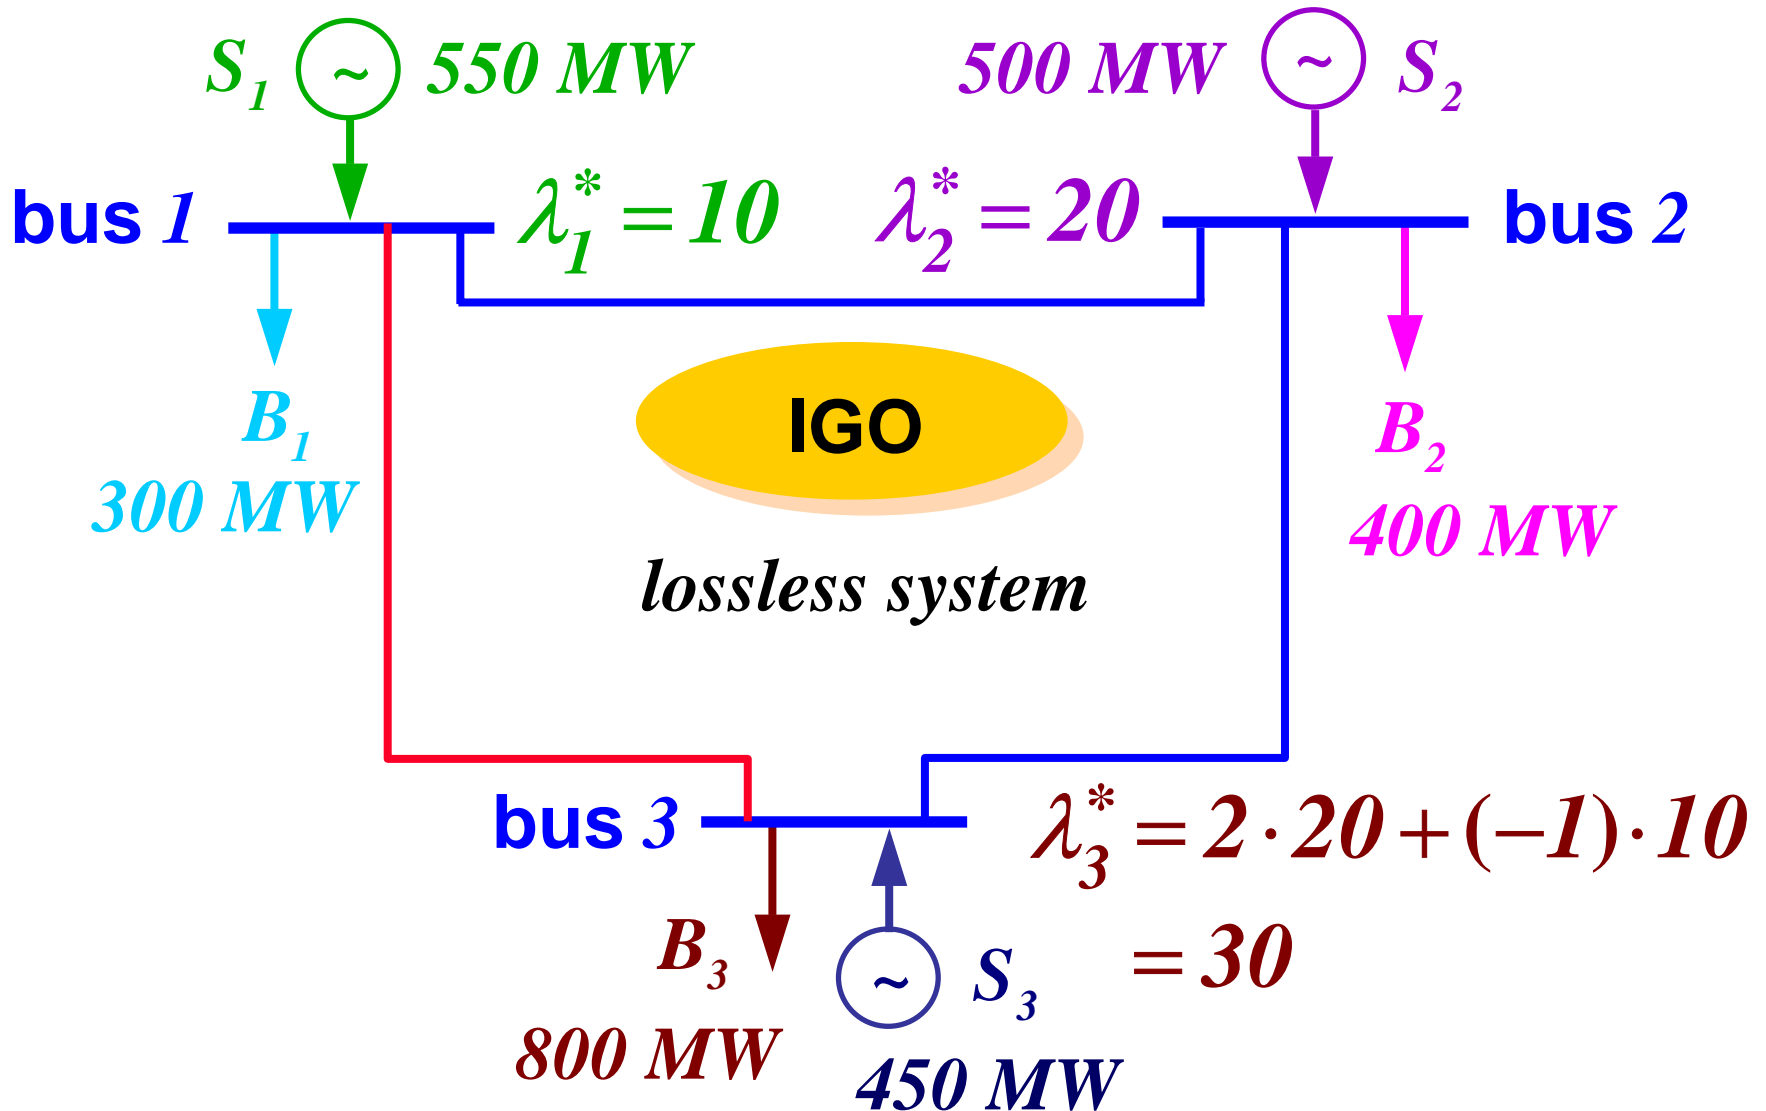 S₁ ~ 550 MW
500 MW ~ S₂
bus 1
λ₁* = 10
λ₂* = 20
bus 2
B₁
300 MW
IGO
B₂
400 MW
lossless system
bus 3
λ₃* = 2 · 20 + (−1) · 10
= 30
B₃
800 MW
~ S₃
450 MW